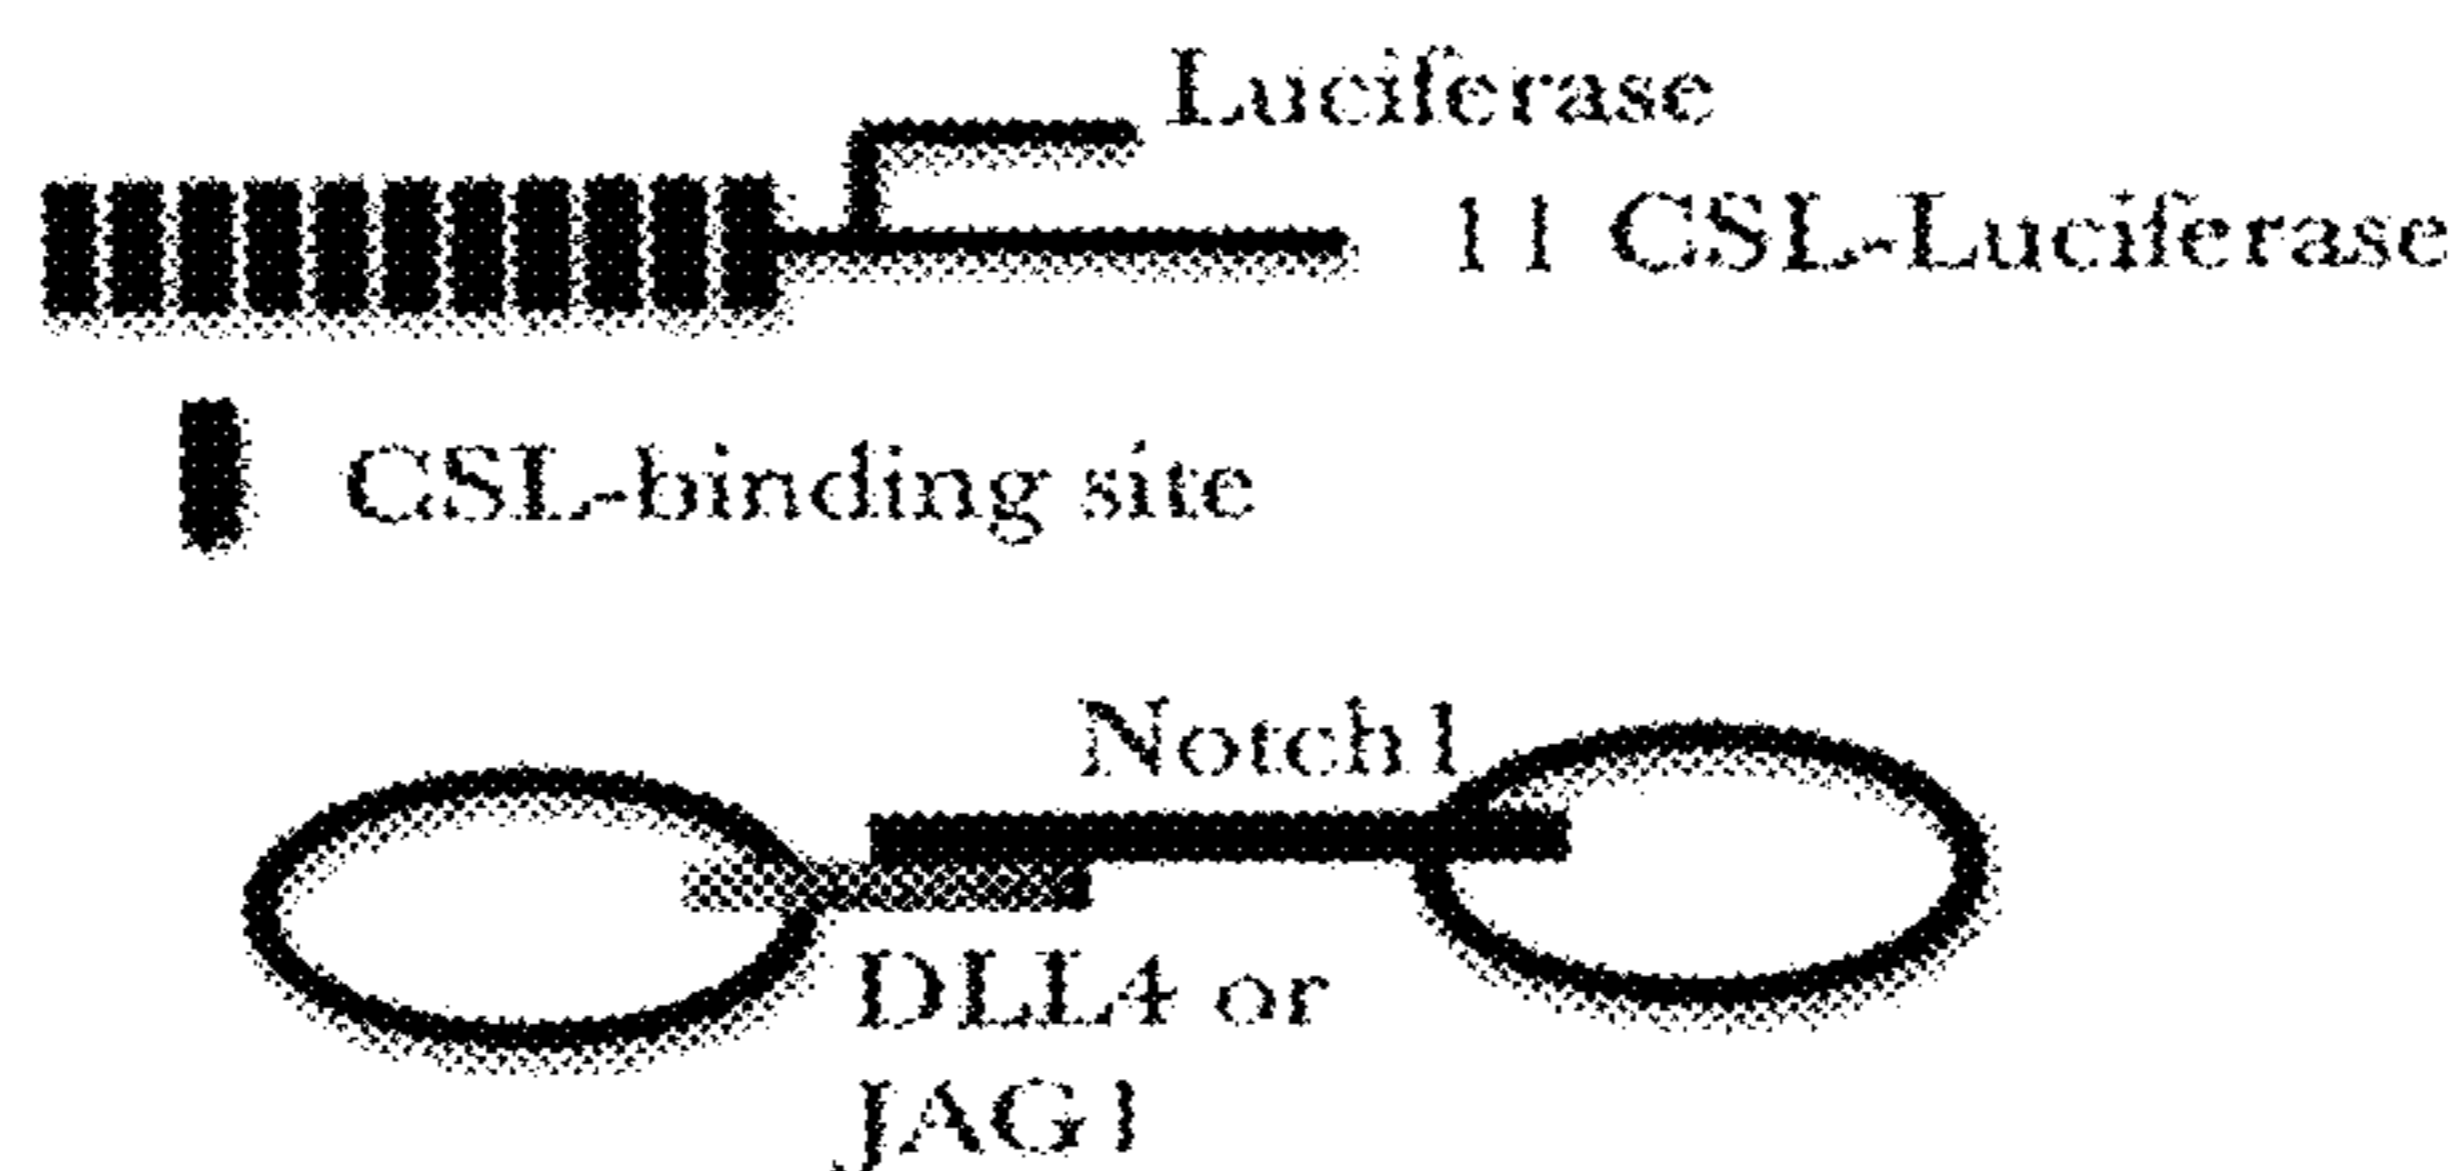 Luciferase
11 CSL-Luciferase
CSL-binding site
Notch1
DLL4 or
JAG1